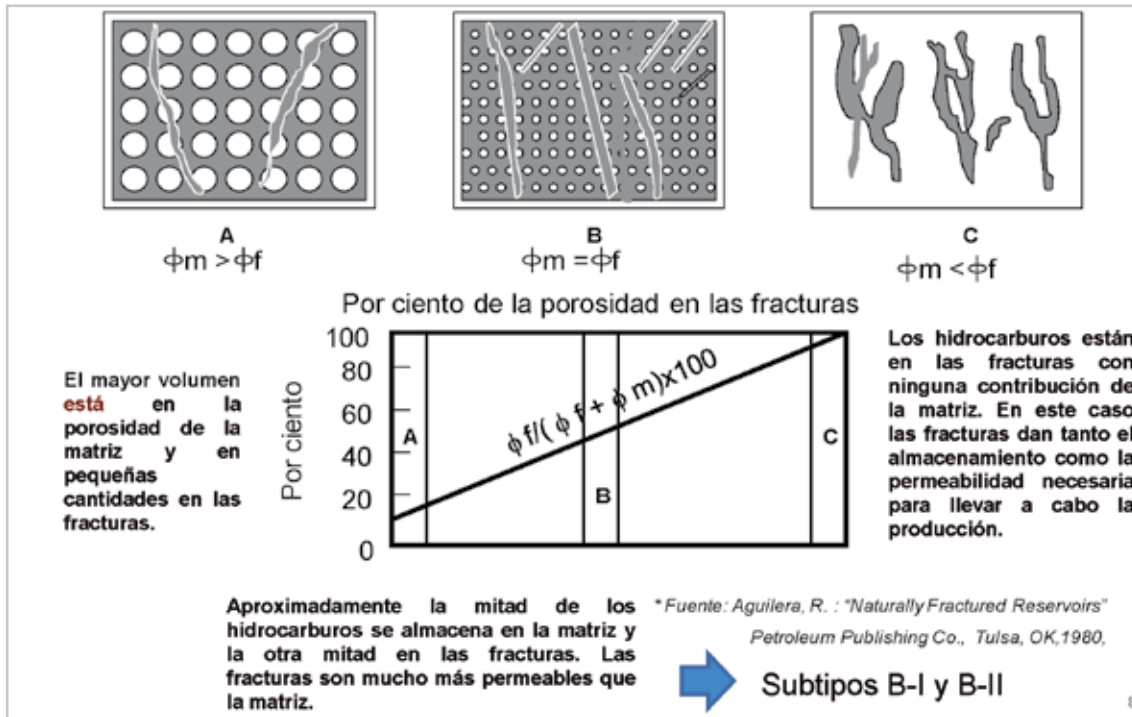 A
ϕm >ϕf
B
ϕm =ϕf
C
ϕm <ϕf
Por ciento de la porosidad en las fracturas
100
80
60
40
20
0
Por ciento
A
B
C
ϕ f/( ϕ f + ϕ m)x100
El mayor volumen
está en la
porosidad de la
matriz y en
pequeñas
cantidades en las
fracturas.
Los hidrocarburos están
en las fracturas con
ninguna contribución de
la matriz. En este caso
las fracturas dan tanto el
almacenamiento como la
permeabilidad necesaria
para llevar a cabo la
producción.
Aproximadamente la mitad de los
hidrocarburos se almacena en la matriz y
la otra mitad en las fracturas. Las
fracturas son mucho más permeables que
la matriz.
*Fuente: Aguilera, R. : "Naturally Fractured Reservoirs"
Petroleum Publishing Co., Tulsa, OK,1980,
Subtipos B-I y B-II